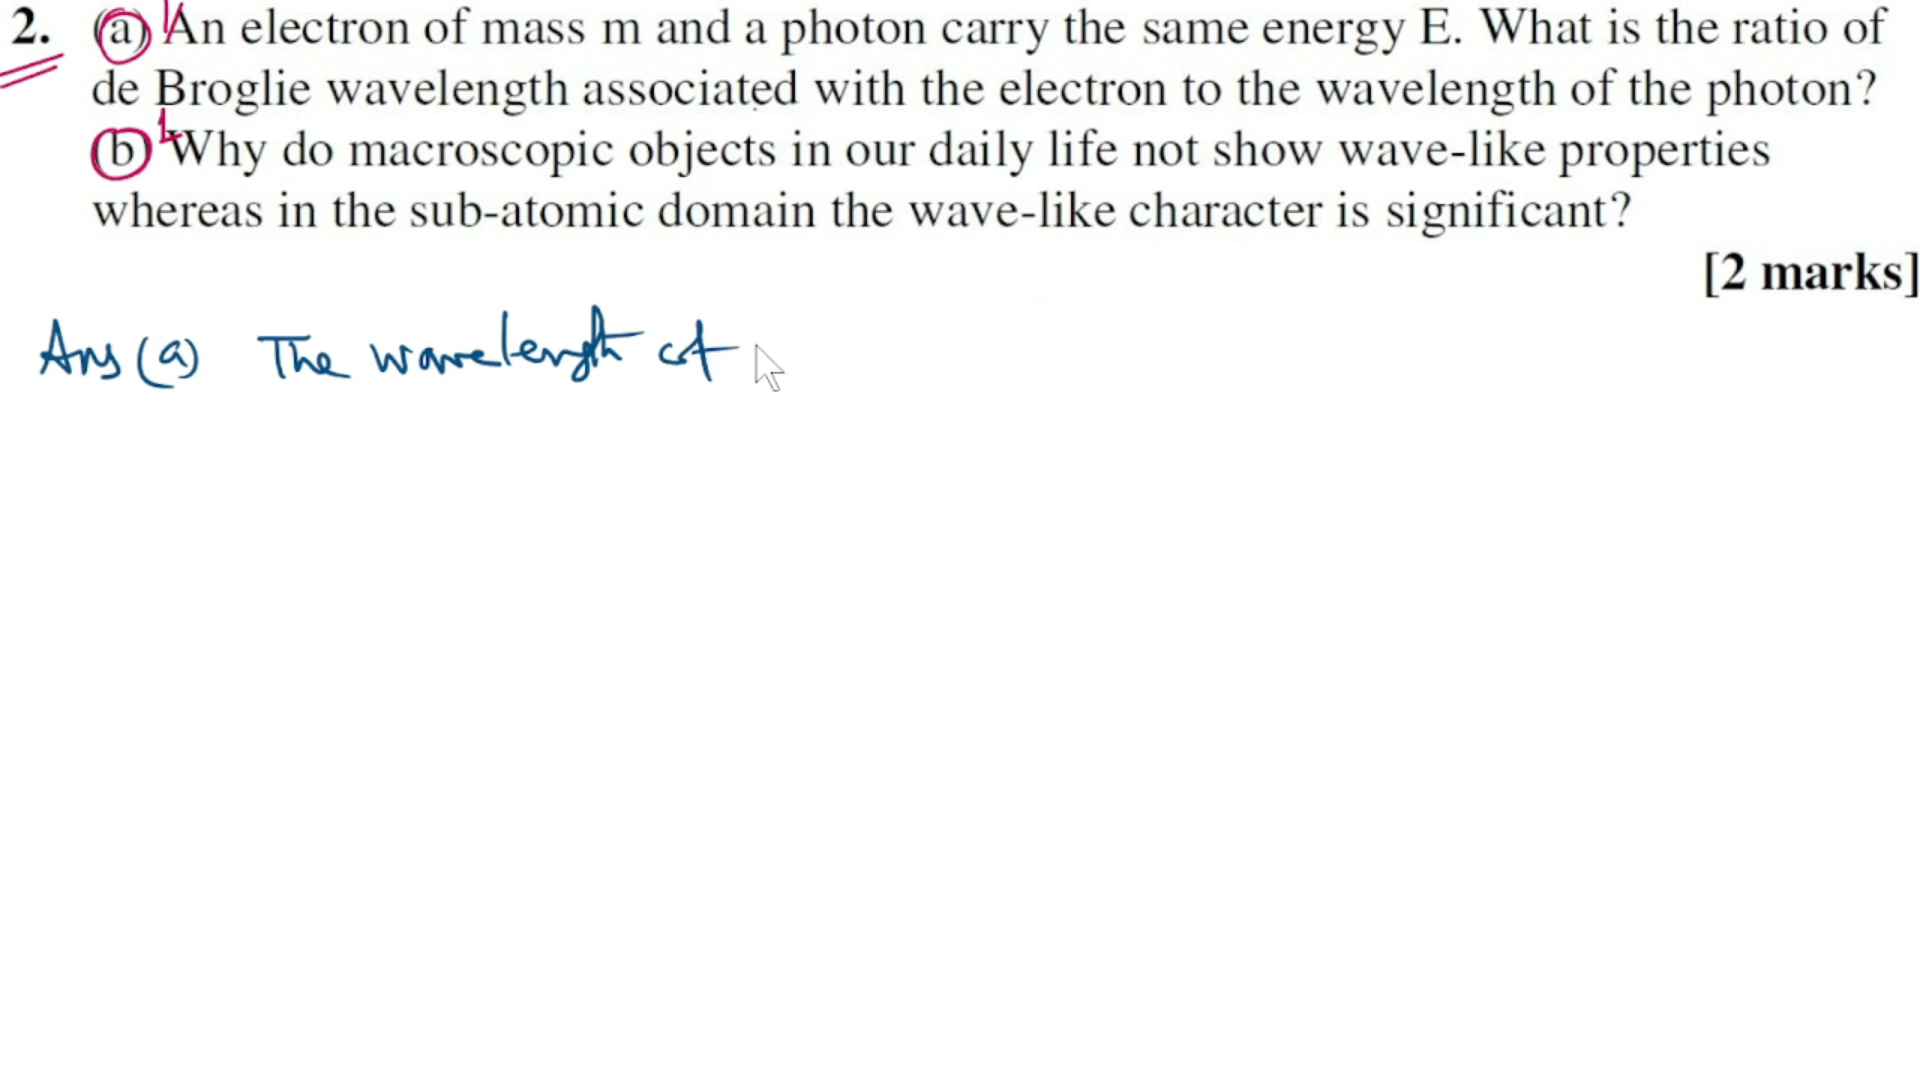 2. (a) An electron of mass m and a photon carry the same energy E. What is the ratio of
de Broglie wavelength associated with the electron to the wavelength of the photon?
(b) Why do macroscopic objects in our daily life not show wave-like properties
whereas in the sub-atomic domain the wave-like character is significant?
[2 marks]
Ans (a) The wavelength of